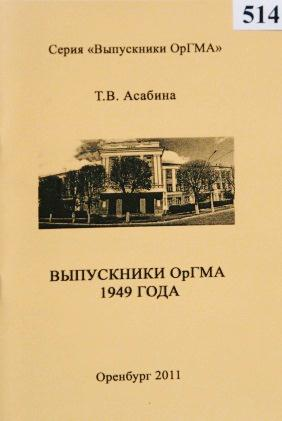 514
Серия «Выпускники ОрГМА»
Т.В. Асабина
ВЫПУСКНИКИ ОрГМА
1949 ГОДА
Оренбург 2011